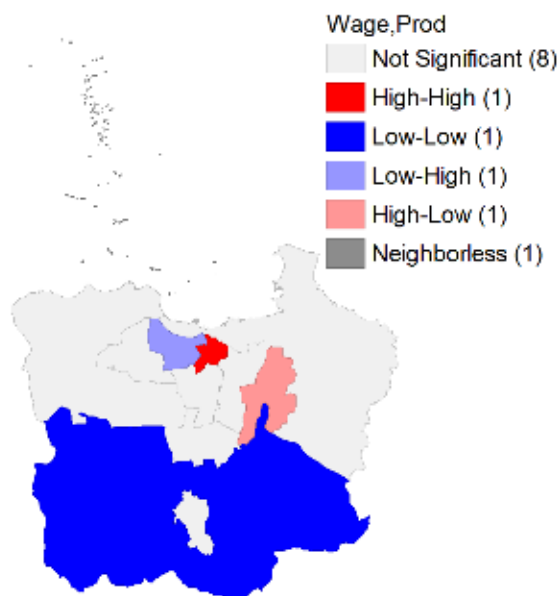 Wage,Prod
Not Significant (8)
High-High (1)
Low-Low (1)
Low-High (1)
High-Low (1)
Neighborless (1)